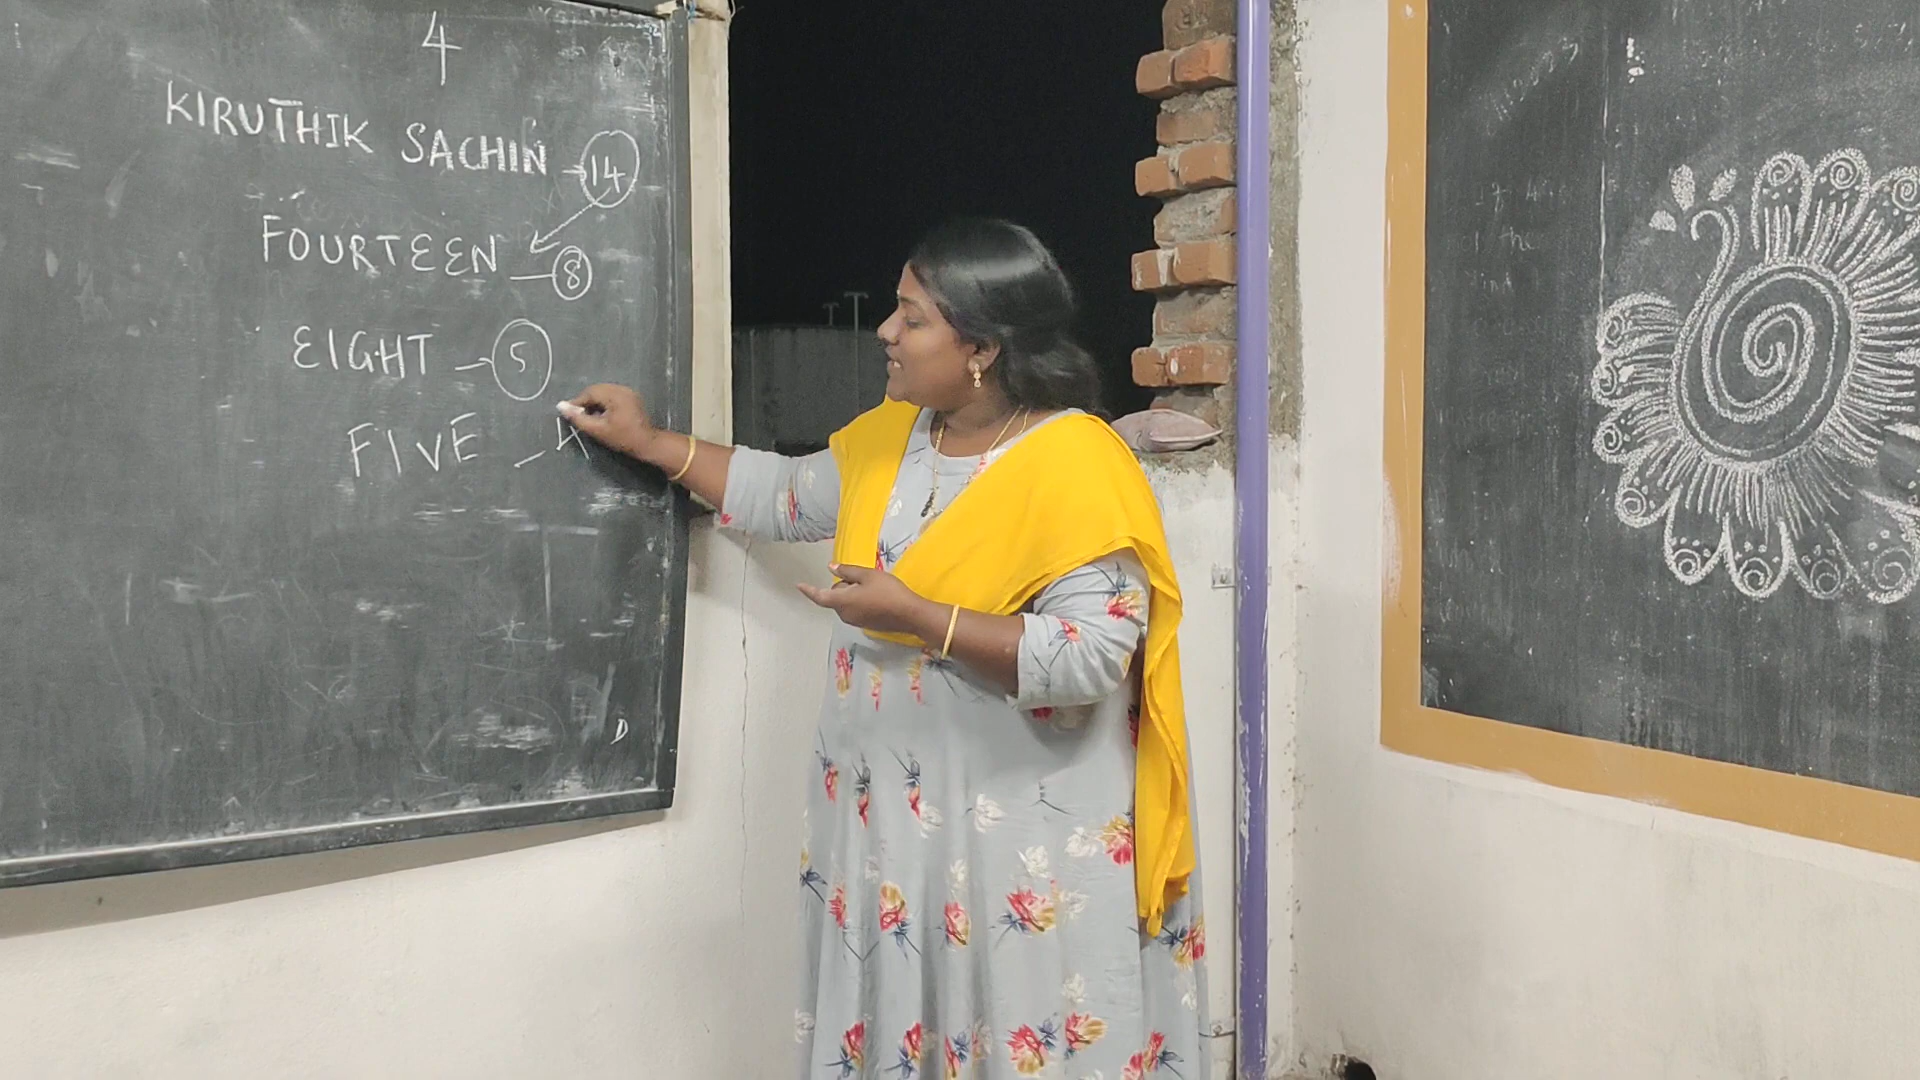 4
KIRUTHIK SACHIN → 14
FOURTEEN — 8
EIGHT → 5
FIVE - 4
D